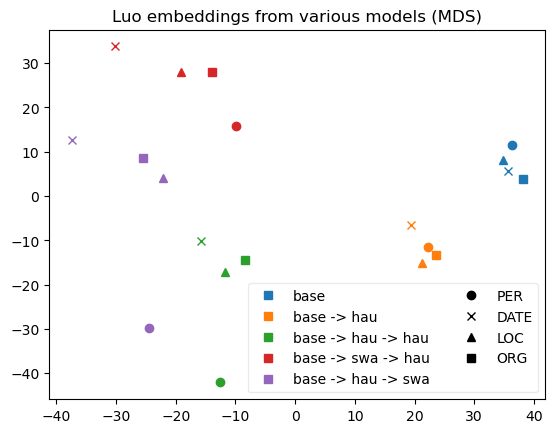 Luo embeddings from various models (MDS)
30
20
10
0
−10
−20
−30
−40
−40 −30 −20 −10 0 10 20 30 40
base
base -> hau
base -> hau -> hau
base -> swa -> hau
base -> hau -> swa
PER
DATE
LOC
ORG